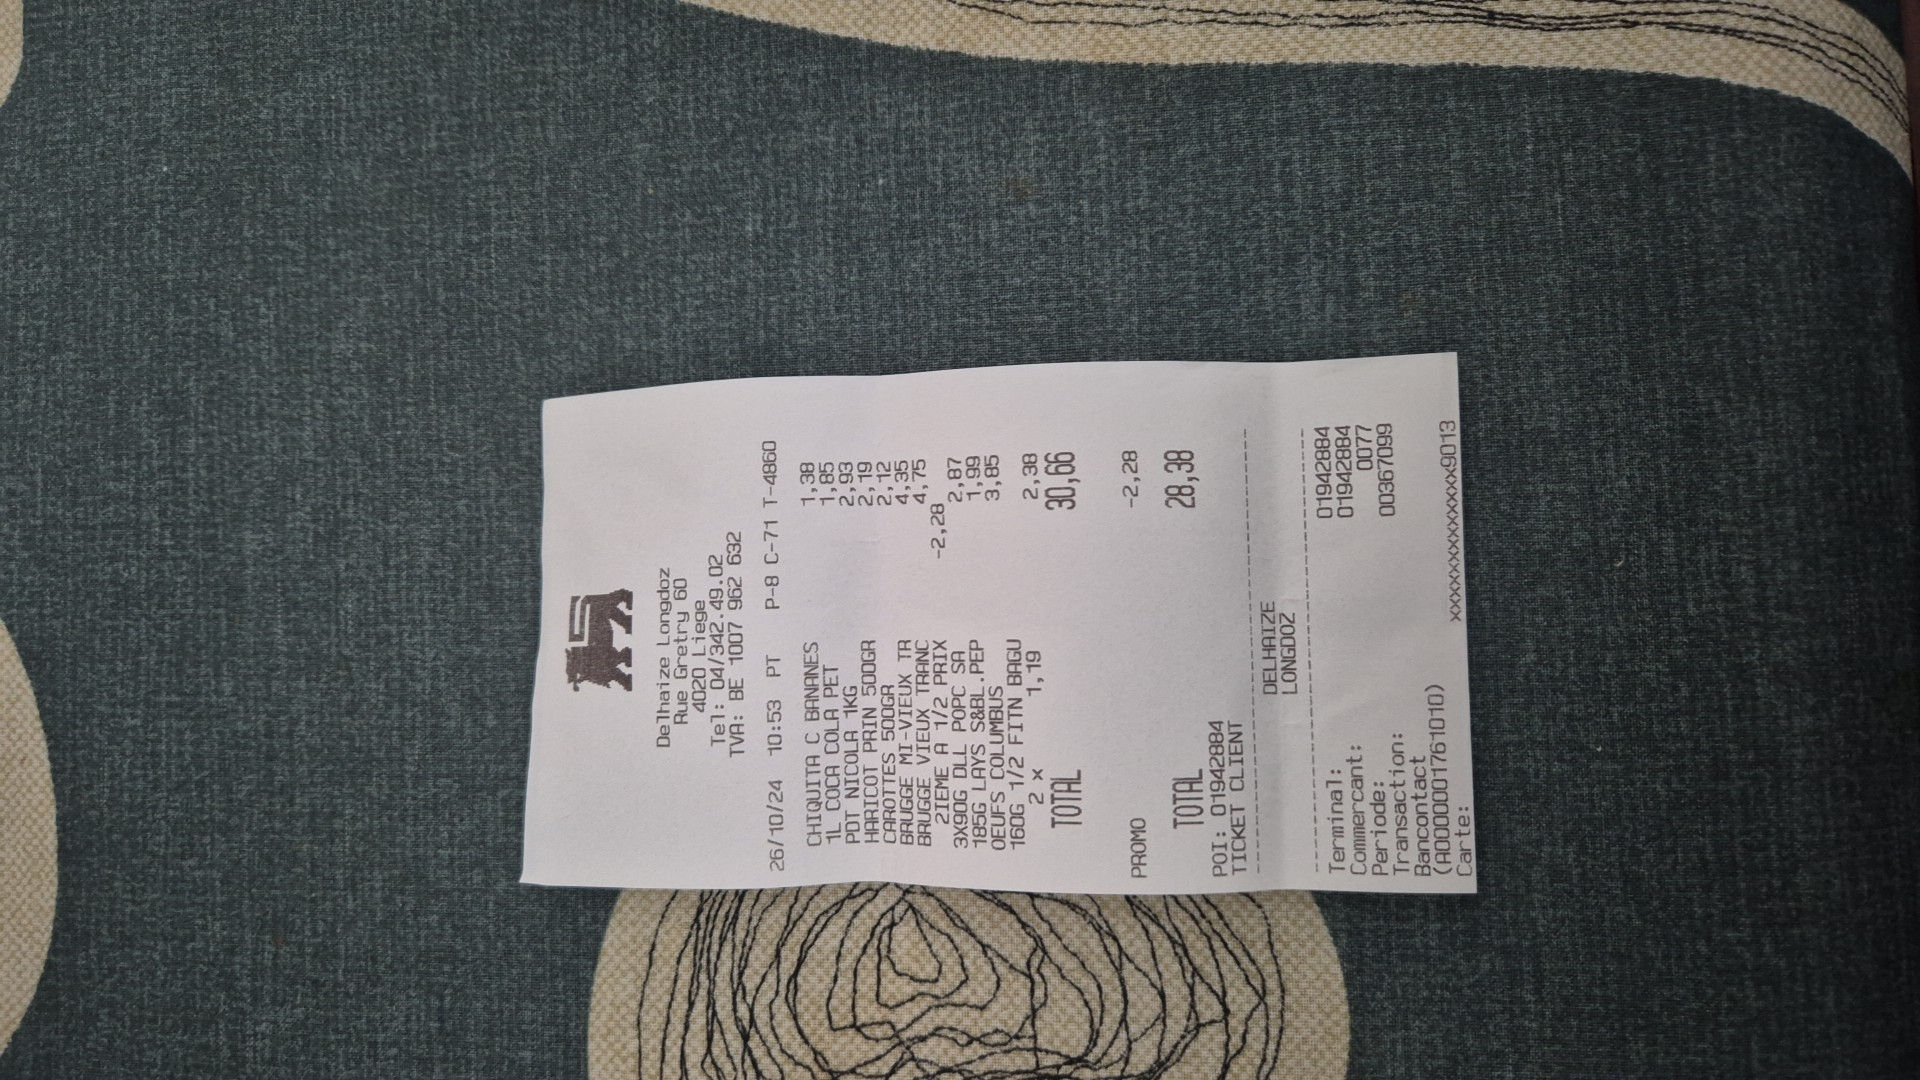 Delhaize Longdoz
Rue Gretry 60
4020 Liege
Tel: 04/342.49.02
TVA: BE 1007 962 632
26/10/24 10:53 PT P-8 C-71 T-4860
CHIQUITA C BANANES 1,38
1L COCA COLA PET 1,85
PDT NICOLA 1KG 2,93
HARICOT PRIN 500GR 2,19
CAROTTES 500GR 2,12
BRUGGE MI-VIEUX TR 4,35
BRUGGE VIEUX TRANC 4,75
2IEME A 1/2 PRIX -2,28
3X90G DLL POPC SA 2,87
185G LAYS S&BL.PEP 1,99
OEUFS COLUMBUS 3,85
160G 1/2 FITN BAGU
2 x 1,19 2,38
TOTAL 30,66
PROMO -2,28
TOTAL 28,38
POI: 01942884
TICKET CLIENT
DELHAIZE
LONGDOZ
Terminal: 01942884
Commercant: 01942884
Periode: 0077
Transaction: 00367099
Bancontact
(A0000001761010)
Carte: xxxxxxxxxxxxxxx9013